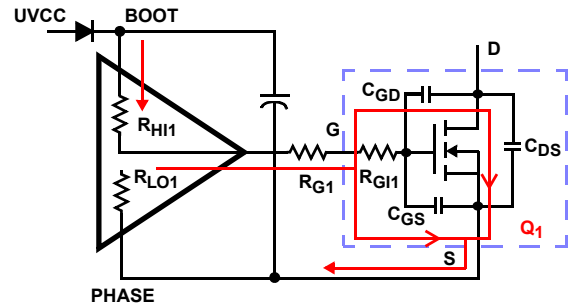 UVCC
BOOT
D
CGD
RHI1
G
CDS
RLO1
RG1
RGI1
CGS
Q1
S
PHASE